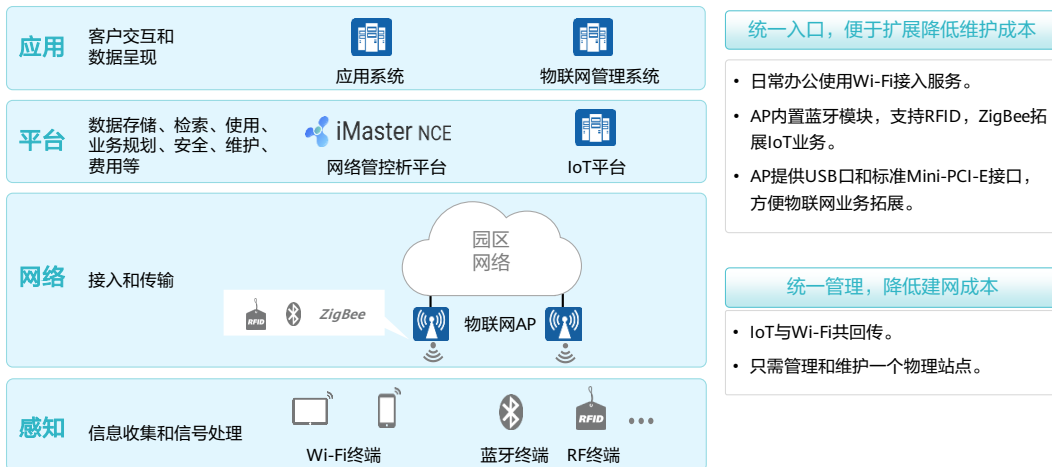 应用
客户交互和
数据呈现
应用系统
物联网管理系统
平台
数据存储、检索、使用、
业务规划、安全、维护、
费用等
iMaster NCE
网络管控析平台
IoT平台
网络
接入和传输
园区
网络
RFID
ZigBee
物联网AP
感知
信息收集和信号处理
Wi-Fi终端
蓝牙终端
RFID
RF终端
统一入口，便于扩展降低维护成本
• 日常办公使用Wi-Fi接入服务。
• AP内置蓝牙模块，支持RFID，ZigBee拓
展IoT业务。
• AP提供USB口和标准Mini-PCI-E接口，
方便物联网业务拓展。
统一管理，降低建网成本
• IoT与Wi-Fi共回传。
• 只需管理和维护一个物理站点。